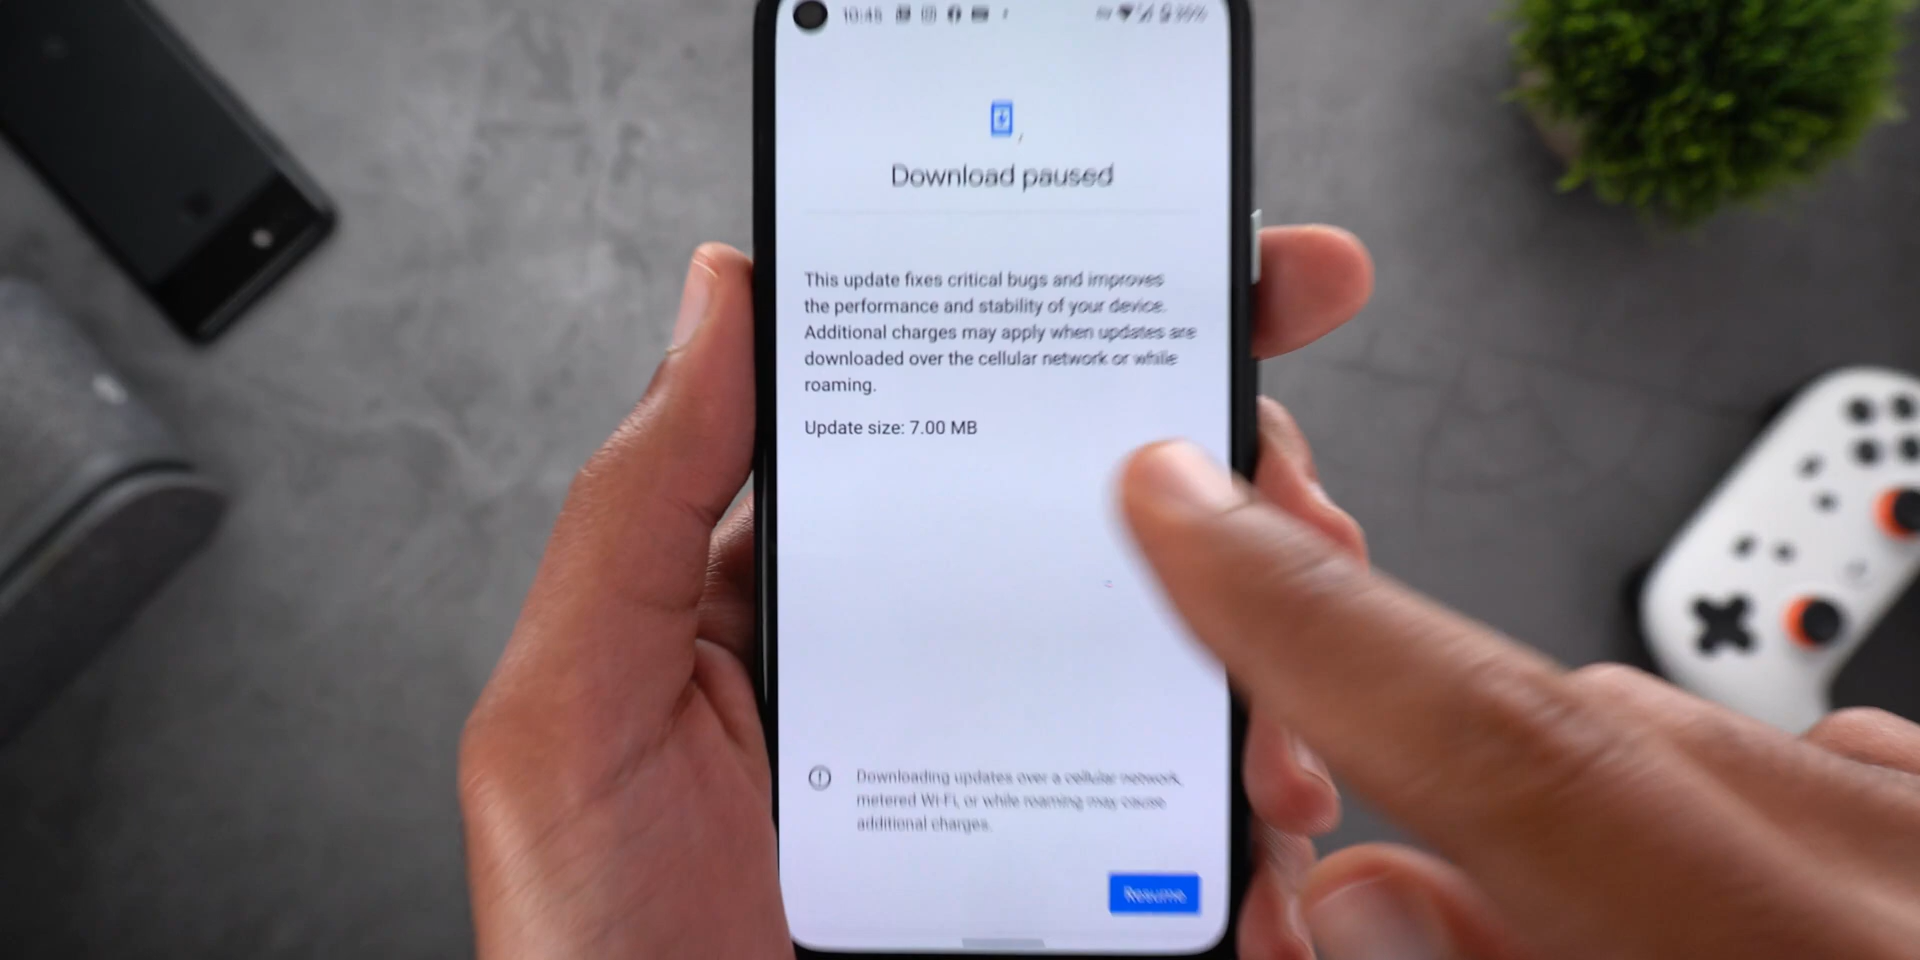 10:45
Download paused
This update fixes critical bugs and improves
the performance and stability of your device.
Additional charges may apply when updates are
downloaded over the cellular network or while
roaming.
Update size: 7.00 MB
Downloading updates over a cellular network,
metered Wi-Fi, or while roaming may cause
additional charges.
Resume